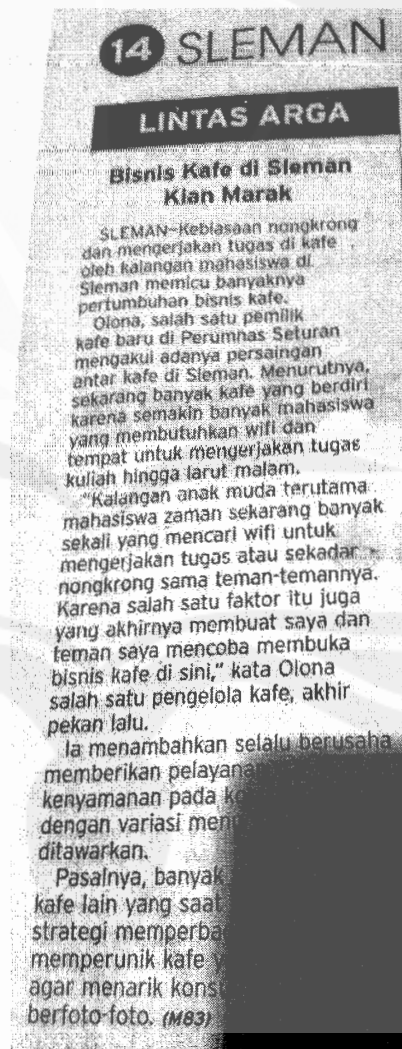 14 SLEMAN
LINTAS ARGA
Bisnis Kafe di Sleman
Kian Marak
SLEMAN–Kebiasaan nongkrong
dan mengerjakan tugas di kafe
oleh kalangan mahasiswa di
Sleman memicu banyaknya
pertumbuhan bisnis kafe.
Olona, salah satu pemilik
kafe baru di Perumnas Seturan
mengakui adanya persaingan
antar kafe di Sleman. Menurutnya,
sekarang banyak kafe yang berdiri
karena semakin banyak mahasiswa
yang membutuhkan wifi dan
tempat untuk mengerjakan tugas
kuliah hingga larut malam.
"Kalangan anak muda terutama
mahasiswa zaman sekarang banyak
sekali yang mencari wifi untuk
mengerjakan tugas atau sekadar
nongkrong sama teman-temannya.
Karena salah satu faktor itu juga
yang akhirnya membuat saya dan
teman saya mencoba membuka
bisnis kafe di sini," kata Olona
salah satu pengelola kafe, akhir
pekan lalu.
Ia menambahkan selalu berusaha
memberikan
kenyamanan pada
dengan variasi
ditawarkan.
Pasalnya, banyak
kafe lain yang saat
strategi
memperunik kafe
agar menarik
berfoto-foto. (M83)